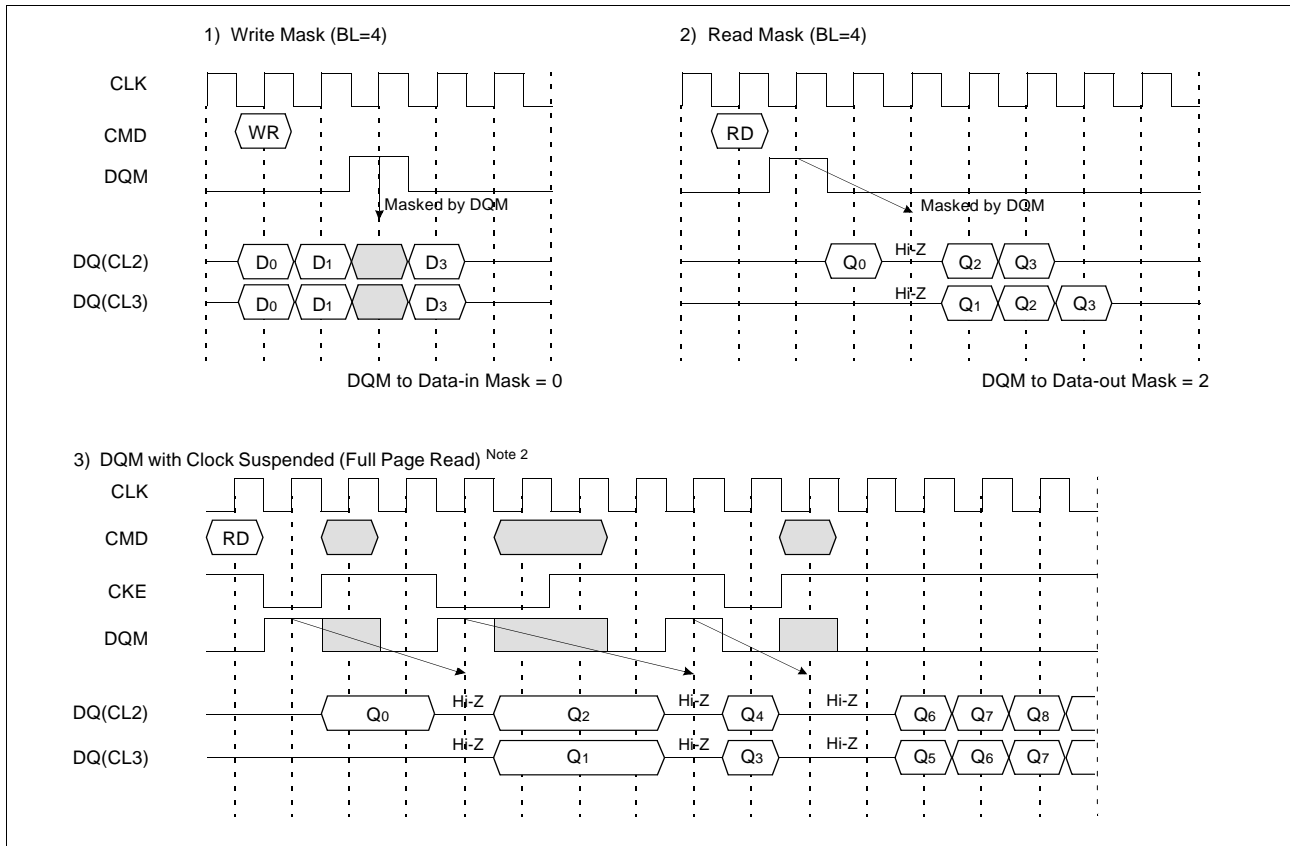 1) Write Mask (BL=4)
2) Read Mask (BL=4)
CLK
CMD
WR
RD
DQM
Masked by DQM
Masked by DQM
DQ(CL2)
D0 D1 D3
Q0 Hi-Z Q2 Q3
DQ(CL3)
D0 D1 D3
Hi-Z Q1 Q2 Q3
DQM to Data-in Mask = 0
DQM to Data-out Mask = 2
3) DQM with Clock Suspended (Full Page Read) Note 2
CLK
CMD
RD
CKE
DQM
DQ(CL2)
Q0 Hi-Z Q2 Hi-Z Q4 Hi-Z Q6 Q7 Q8
DQ(CL3)
Hi-Z Q1 Hi-Z Q3 Hi-Z Q5 Q6 Q7